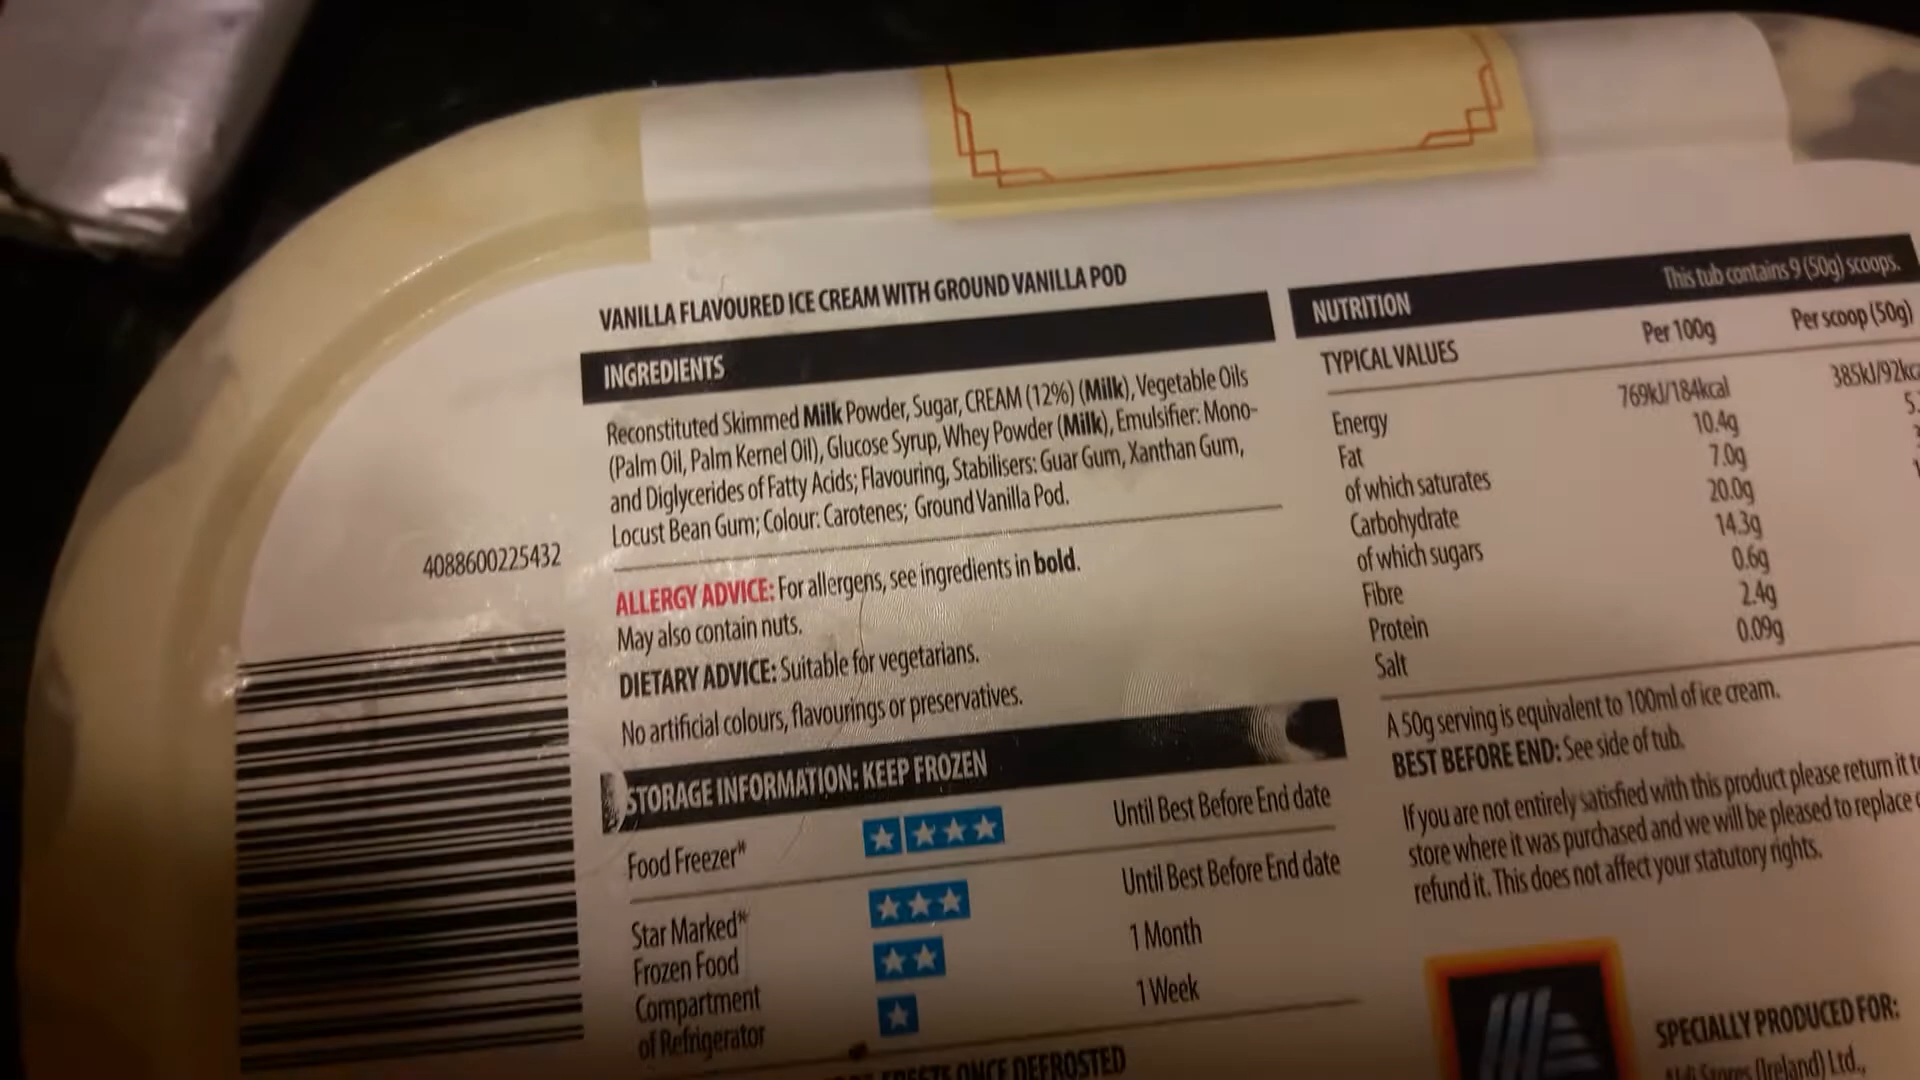 VANILLA FLAVOURED ICE CREAM WITH GROUND VANILLA POD
INGREDIENTS
Reconstituted Skimmed Milk Powder, Sugar, CREAM (12%) (Milk), Vegetable Oils
(Palm Oil, Palm Kernel Oil), Glucose Syrup, Whey Powder (Milk), Emulsifier: Mono-
and Diglycerides of Fatty Acids; Flavouring, Stabilisers: Guar Gum, Xanthan Gum,
Locust Bean Gum; Colour: Carotenes; Ground Vanilla Pod.
4088600225432
ALLERGY ADVICE: For allergens, see ingredients in bold.
May also contain nuts.
DIETARY ADVICE: Suitable for vegetarians.
No artificial colours, flavourings or preservatives.
STORAGE INFORMATION: KEEP FROZEN
Food Freezer* Until Best Before End date
Star Marked* Until Best Before End date
Frozen Food 1 Month
Compartment 1 Week
of Refrigerator
ONCE DEFROSTED
NUTRITION This tub contains 9 (50g) scoops.
TYPICAL VALUES Per 100g Per scoop (50g)
Energy 769kJ/184kcal 385kJ/92kc
Fat 10.4g 5.
of which saturates 7.0g
Carbohydrate 20.0g
of which sugars 14.3g
Fibre 0.6g
Protein 2.4g
Salt 0.09g
A 50g serving is equivalent to 100ml of ice cream.
BEST BEFORE END: See side of tub.
If you are not entirely satisfied with this product please return it to
store where it was purchased and we will be pleased to replace
refund it. This does not affect your statutory rights.
SPECIALLY PRODUCED FOR:
Aldi Stores (Ireland) Ltd.,